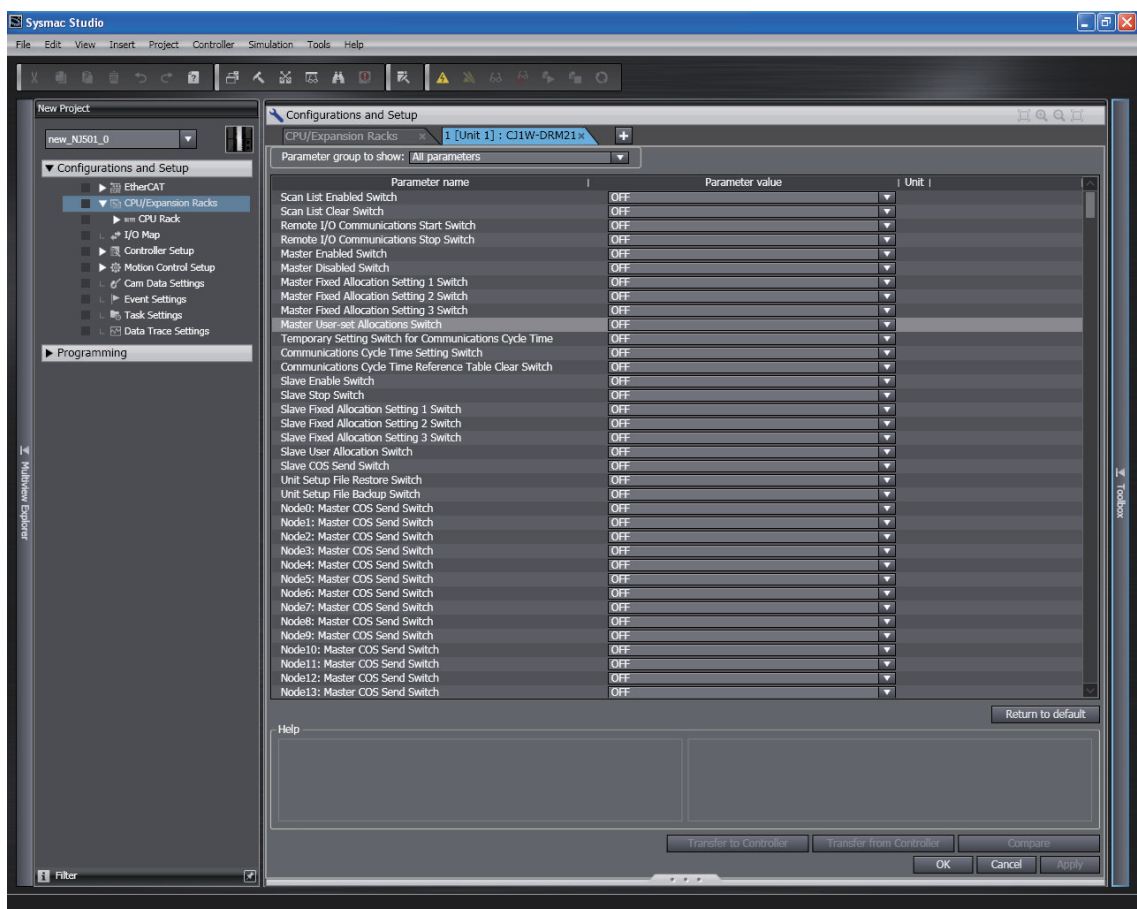 Sysmac Studio
File Edit View Insert Project Controller Simulation Tools Help
New Project
new_NJ501_0
Configurations and Setup
EtherCAT
CPU/Expansion Racks
CPU Rack
I/O Map
Controller Setup
Motion Control Setup
Cam Data Settings
Event Settings
Task Settings
Data Trace Settings
Programming
Filter
Multiview Explorer
Configurations and Setup
CPU/Expansion Racks 1 [Unit 1] : CJ1W-DRM21
Parameter group to show: All parameters
Parameter name Parameter value Unit
Scan List Enabled Switch OFF
Scan List Clear Switch OFF
Remote I/O Communications Start Switch OFF
Remote I/O Communications Stop Switch OFF
Master Enabled Switch OFF
Master Disabled Switch OFF
Master Fixed Allocation Setting 1 Switch OFF
Master Fixed Allocation Setting 2 Switch OFF
Master Fixed Allocation Setting 3 Switch OFF
Master User-set Allocations Switch OFF
Temporary Setting Switch for Communications Cycle Time OFF
Communications Cycle Time Setting Switch OFF
Communications Cycle Time Reference Table Clear Switch OFF
Slave Enable Switch OFF
Slave Stop Switch OFF
Slave Fixed Allocation Setting 1 Switch OFF
Slave Fixed Allocation Setting 2 Switch OFF
Slave Fixed Allocation Setting 3 Switch OFF
Slave User Allocation Switch OFF
Slave COS Send Switch OFF
Unit Setup File Restore Switch OFF
Unit Setup File Backup Switch OFF
Node0: Master COS Send Switch OFF
Node1: Master COS Send Switch OFF
Node2: Master COS Send Switch OFF
Node3: Master COS Send Switch OFF
Node4: Master COS Send Switch OFF
Node5: Master COS Send Switch OFF
Node6: Master COS Send Switch OFF
Node7: Master COS Send Switch OFF
Node8: Master COS Send Switch OFF
Node9: Master COS Send Switch OFF
Node10: Master COS Send Switch OFF
Node11: Master COS Send Switch OFF
Node12: Master COS Send Switch OFF
Node13: Master COS Send Switch OFF
Return to default
Help
Transfer to Controller Transfer from Controller Compare
OK Cancel Apply
Toolbox